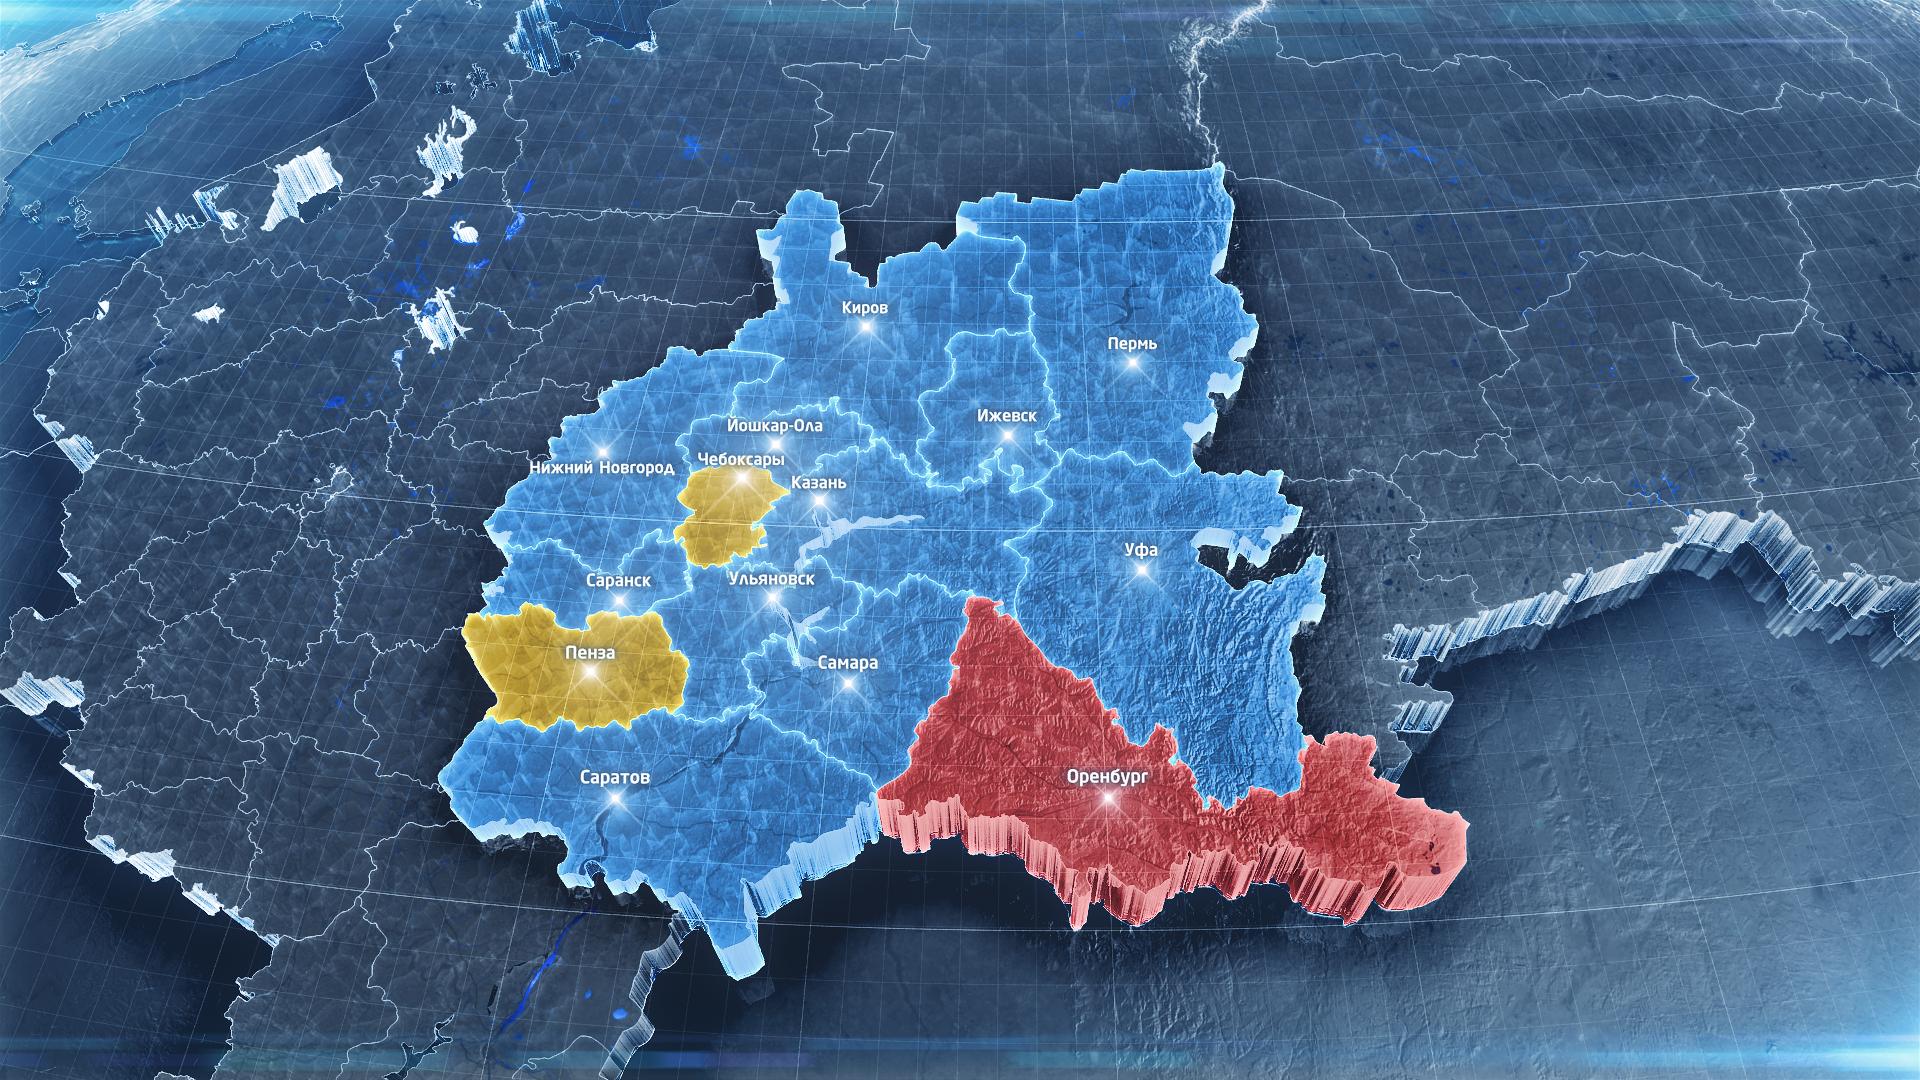 Киров
Пермь
Ижевск
Йошкар-Ола
Чебоксары
Нижний Новгород
Казань
Уфа
Саранск
Ульяновск
Пенза
Самара
Саратов
Оренбург